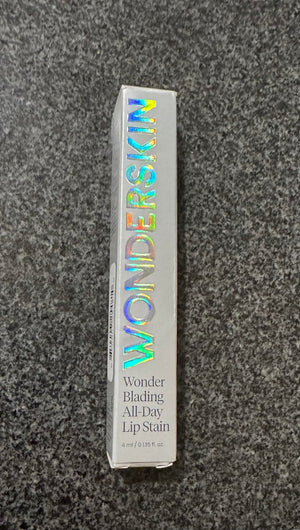 WONDERSKIN
Wonder
Blading
All-Day
Lip Stain
4 ml / 0.135 fl. oz